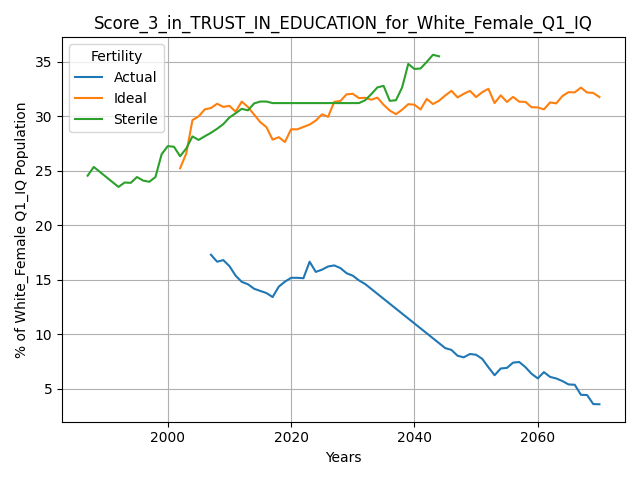 Score_3_in_TRUST_IN_EDUCATION_for_White_Female_Q1_IQ
Fertility
Actual
Ideal
Sterile
% of White_Female Q1_IQ Population
35
30
25
20
15
10
5
2000
2020
2040
2060
Years